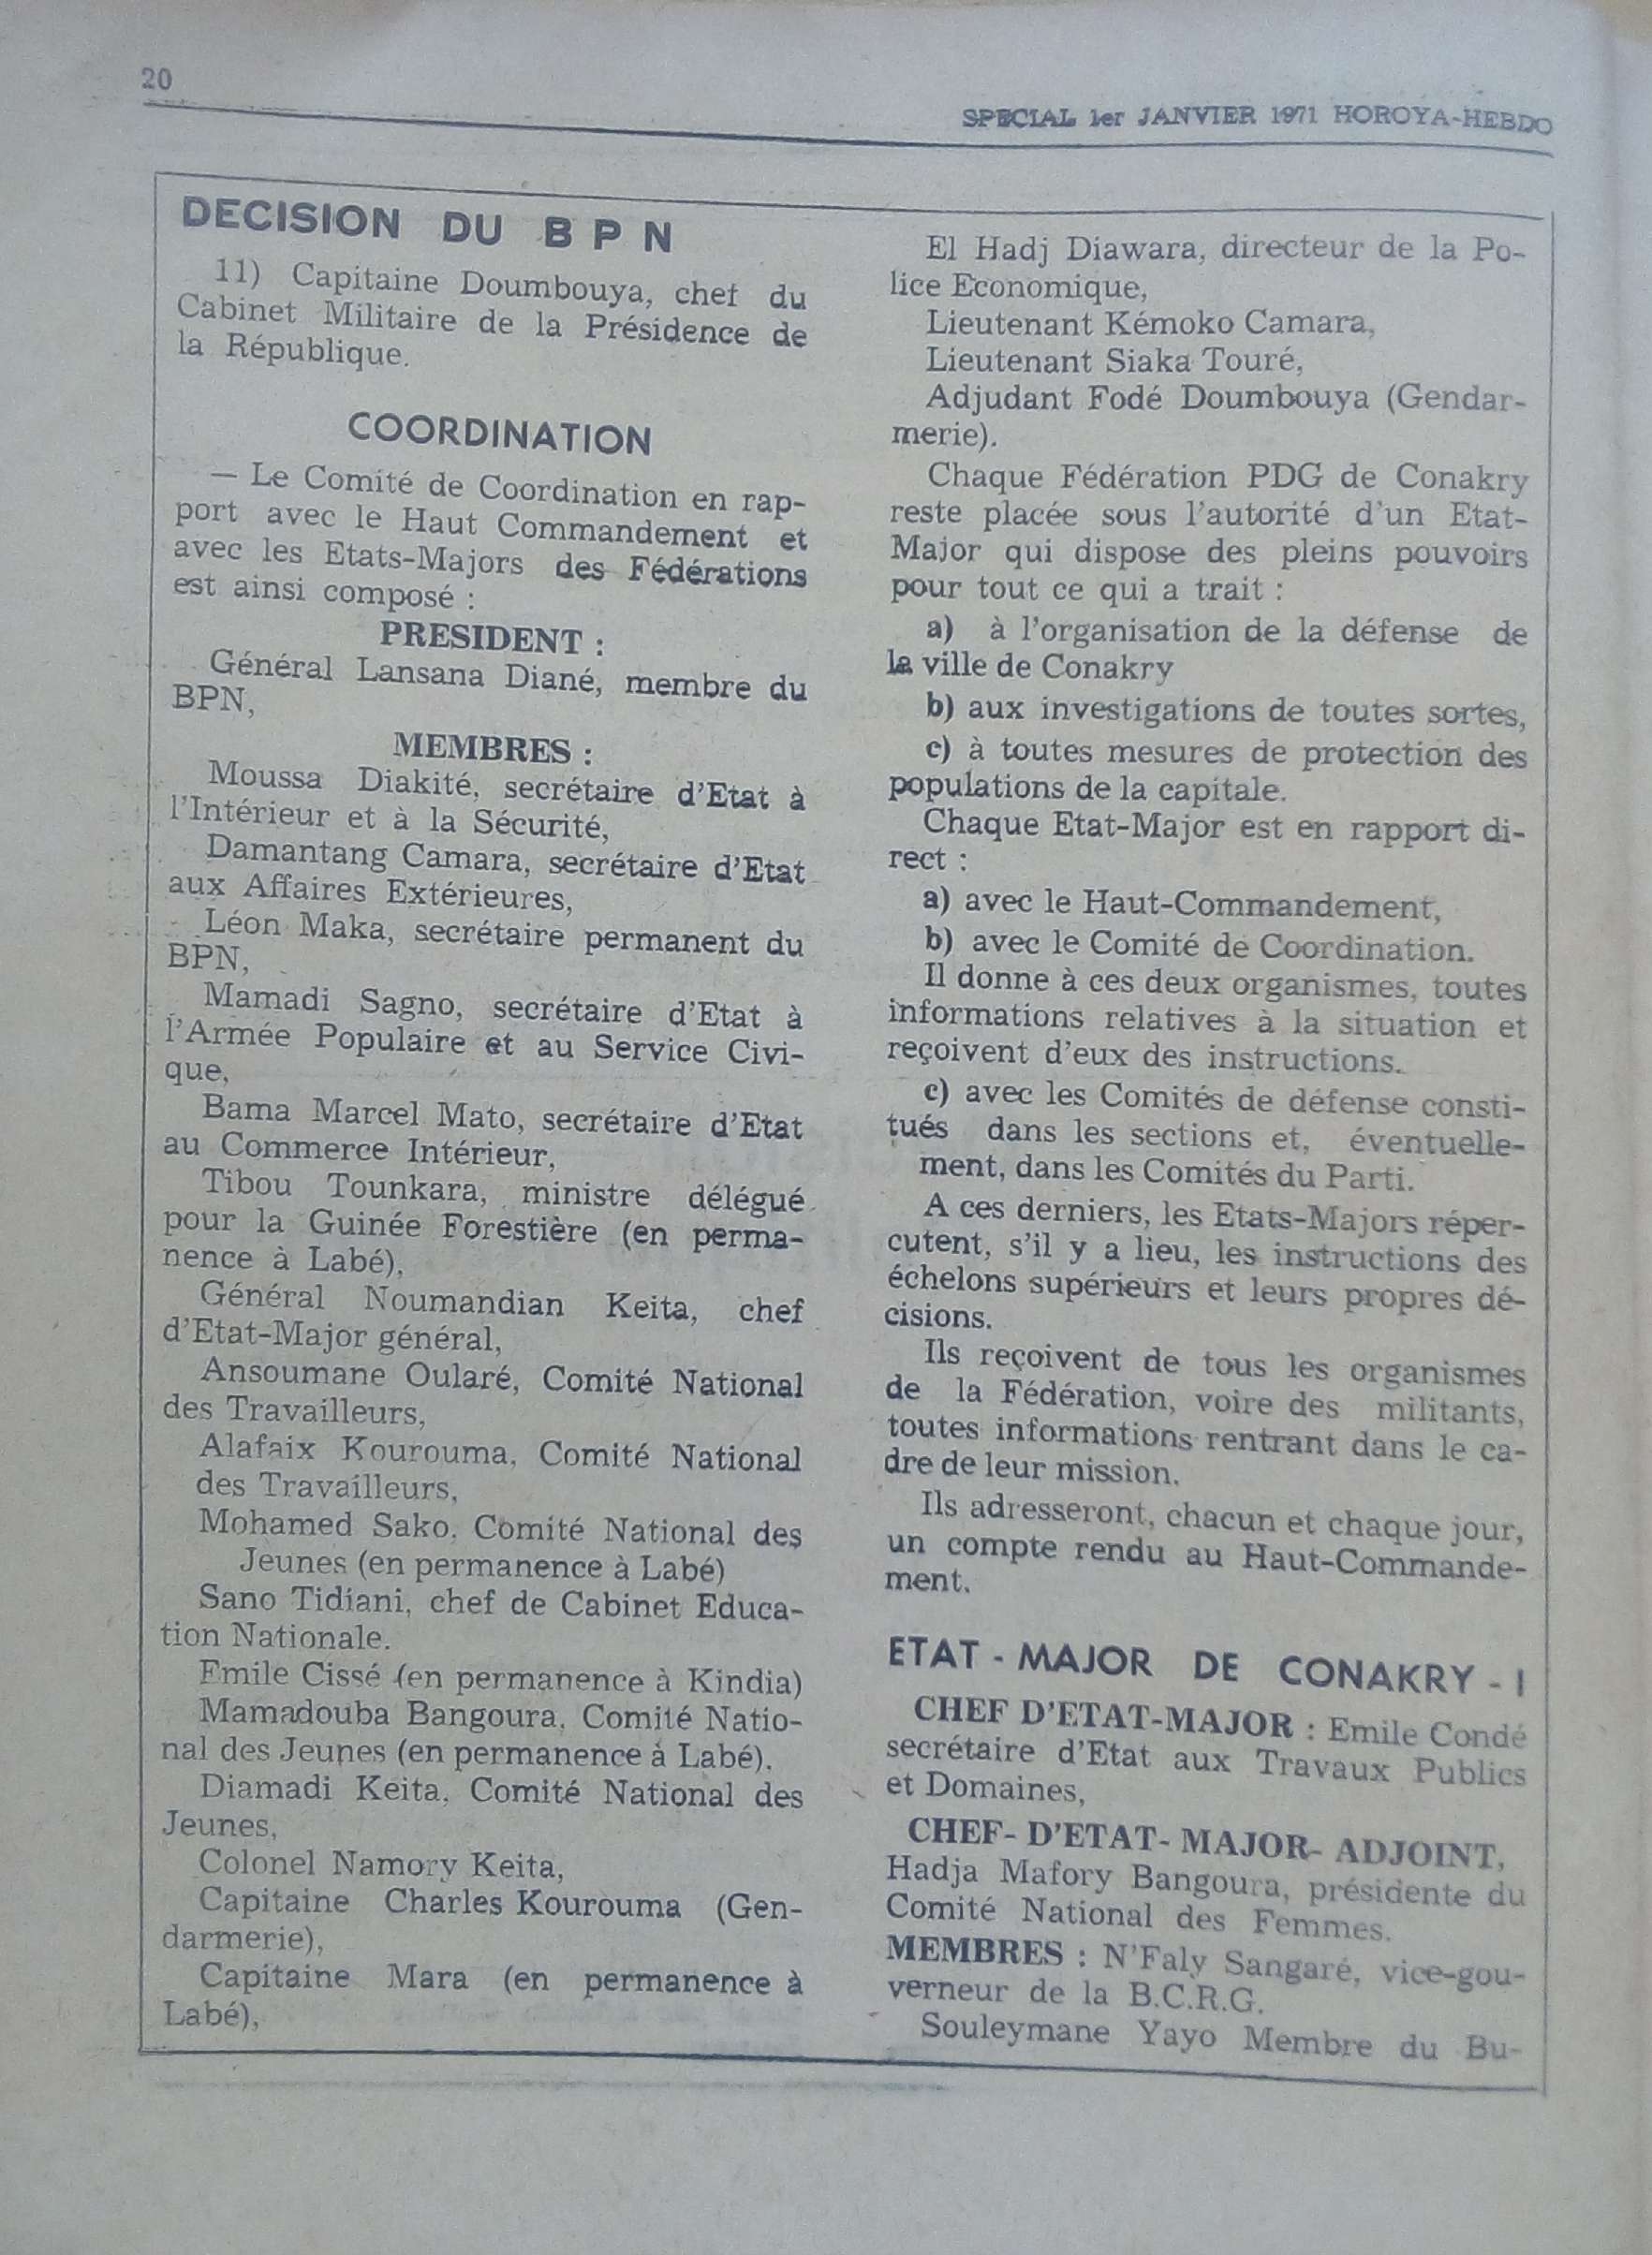 20
SPECIAL 1er JANVIER 1971 HOROYA-HEBDO
DECISION DU B P N
11) Capitaine Doumbouya, chef du
Cabinet Militaire de la Présidence de
la République.
COORDINATION
— Le Comité de Coordination en rap-
port avec le Haut Commandement et
avec les Etats-Majors des Fédérations
est ainsi composé :
PRESIDENT :
Général Lansana Diané, membre du
BPN,
MEMBRES :
Moussa Diakité, secrétaire d'Etat à
l'Intérieur et à la Sécurité,
Damantang Camara, secrétaire d'Etat
aux Affaires Extérieures,
Léon Maka, secrétaire permanent du
BPN,
Mamadi Sagno, secrétaire d'Etat à
l'Armée Populaire et au Service Civi-
que,
Bama Marcel Mato, secrétaire d'Etat
au Commerce Intérieur,
Tibou Tounkara, ministre délégué
pour la Guinée Forestière (en perma-
nence à Labé),
Général Noumandian Keita, chef
d'Etat-Major général,
Ansoumane Oularé, Comité National
des Travailleurs,
Alafaix Kourouma, Comité National
des Travailleurs,
Mohamed Sako, Comité National des
Jeunes (en permanence à Labé)
Sano Tidiani, chef de Cabinet Educa-
tion Nationale.
Emile Cissé (en permanence à Kindia)
Mamadouba Bangoura, Comité Natio-
nal des Jeunes (en permanence à Labé).
Diamadi Keita, Comité National des
Jeunes,
Colonel Namory Keita,
Capitaine Charles Kourouma (Gen-
darmerie),
Capitaine Mara (en permanence à
Labé),
El Hadj Diawara, directeur de la Po-
lice Economique,
Lieutenant Kémoko Camara,
Lieutenant Siaka Touré,
Adjudant Fodé Doumbouya (Gendar-
merie).
Chaque Fédération PDG de Conakry
reste placée sous l'autorité d'un Etat-
Major qui dispose des pleins pouvoirs
pour tout ce qui a trait :
a) à l'organisation de la défense de
la ville de Conakry
b) aux investigations de toutes sortes,
c) à toutes mesures de protection des
populations de la capitale.
Chaque Etat-Major est en rapport di-
rect :
a) avec le Haut-Commandement,
b) avec le Comité de Coordination.
Il donne à ces deux organismes, toutes
informations relatives à la situation et
reçoivent d'eux des instructions.
c) avec les Comités de défense consti-
tués dans les sections et, éventuelle-
ment, dans les Comités du Parti.
A ces derniers, les Etats-Majors réper-
cutent, s'il y a lieu, les instructions des
échelons supérieurs et leurs propres dé-
cisions.
Ils reçoivent de tous les organismes
de la Fédération, voire des militants,
toutes informations rentrant dans le ca-
dre de leur mission.
Ils adresseront, chacun et chaque jour,
un compte rendu au Haut-Commande-
ment.
ETAT - MAJOR DE CONAKRY - I
CHEF D'ETAT-MAJOR : Emile Condé
secrétaire d'Etat aux Travaux Publics
et Domaines,
CHEF- D'ETAT- MAJOR- ADJOINT,
Hadja Mafory Bangoura, présidente du
Comité National des Femmes.
MEMBRES : N'Faly Sangaré, vice-gou-
verneur de la B.C.R.G.
Souleymane Yayo Membre du Bu-